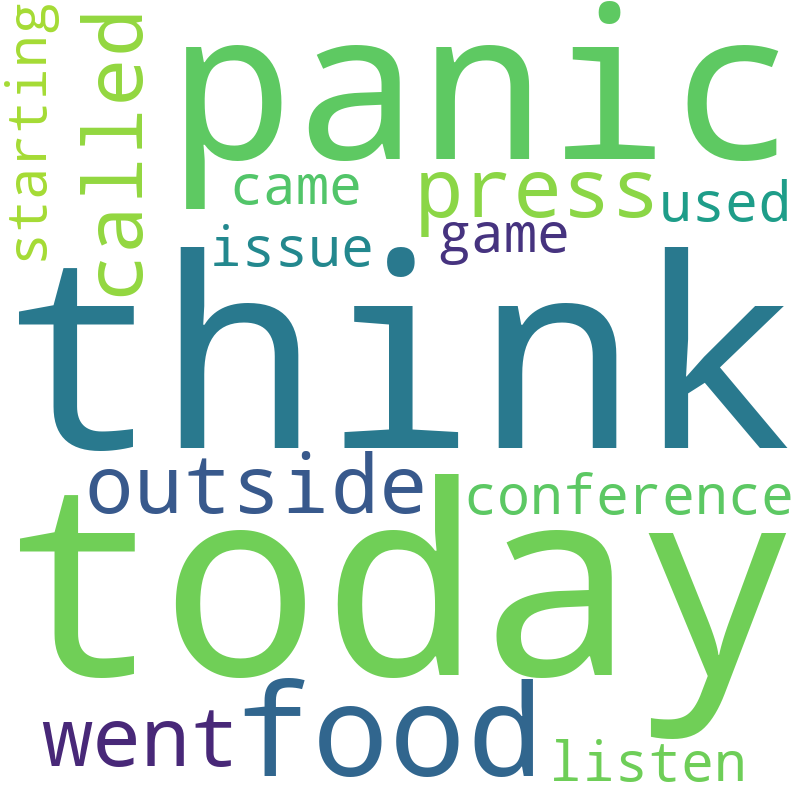 starting
called
panic
came
press
used
issue
game
think
outside
conference
today
went
food
listen